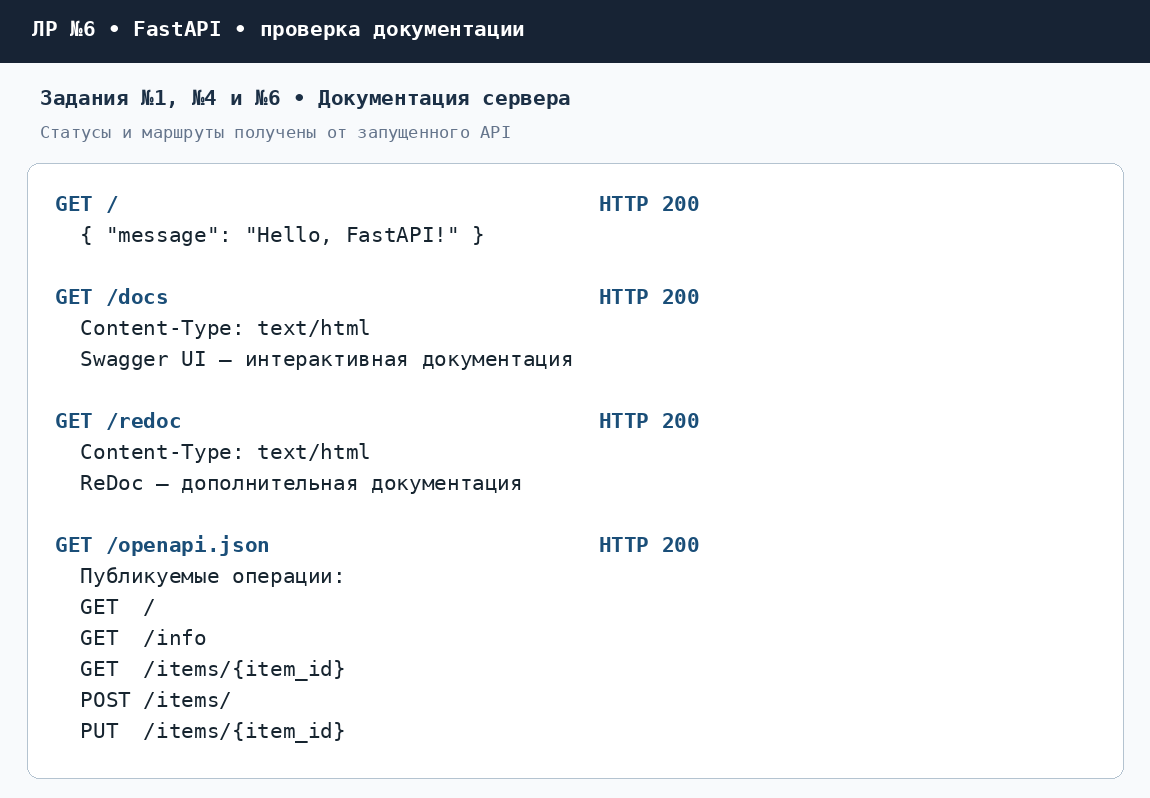 ЛР №6 • FastAPI • проверка документации
Задания №1, №4 и №6 • Документация сервера
Статусы и маршруты получены от запущенного API
GET / HTTP 200
{ "message": "Hello, FastAPI!" }
GET /docs HTTP 200
Content-Type: text/html
Swagger UI — интерактивная документация
GET /redoc HTTP 200
Content-Type: text/html
ReDoc — дополнительная документация
GET /openapi.json HTTP 200
Публикуемые операции:
GET /
GET /info
GET /items/{item_id}
POST /items/
PUT /items/{item_id}